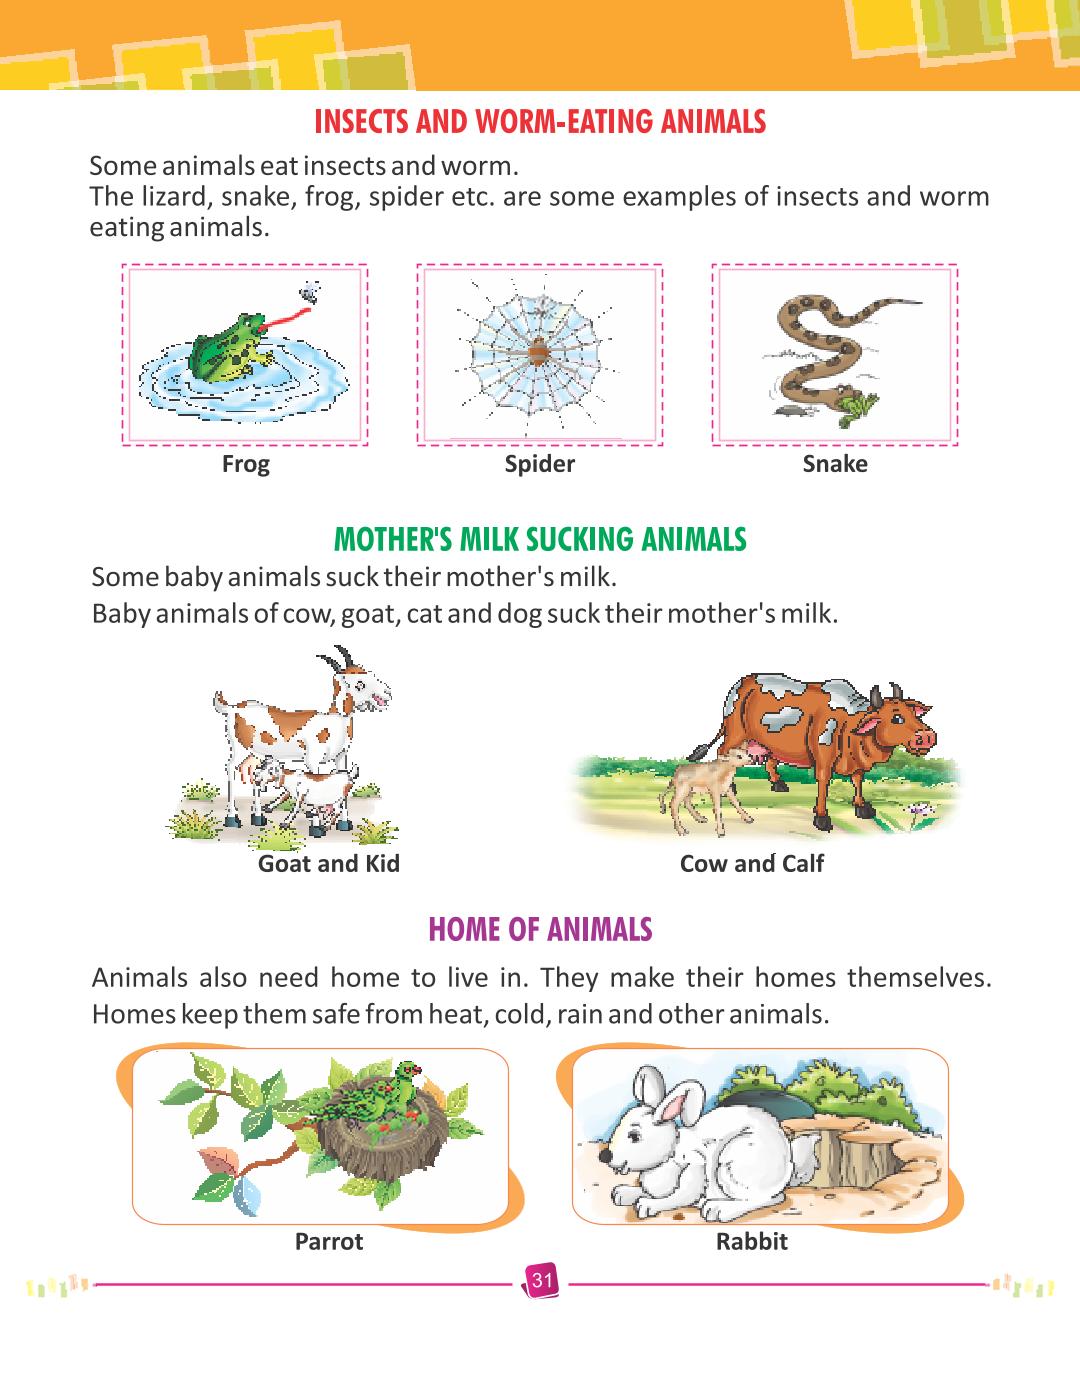 INSECTS AND WORM-EATING ANIMALS
Some animals eat insects and worm.
The lizard, snake, frog, spider etc. are some examples of insects and worm
eating animals.
Frog
Spider
Snake
MOTHER'S MILK SUCKING ANIMALS
Some baby animals suck their mother's milk.
Baby animals of cow, goat, cat and dog suck their mother's milk.
Goat and Kid
Cow and Calf
HOME OF ANIMALS
Animals also need home to live in. They make their homes themselves.
Homes keep them safe from heat, cold, rain and other animals.
Parrot
Rabbit
31